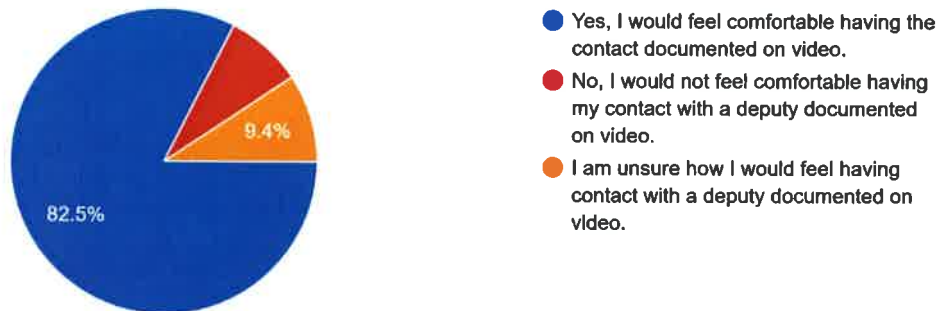 82.5%
9.4%
Yes, I would feel comfortable having the
contact documented on video.
No, I would not feel comfortable having
my contact with a deputy documented
on video.
I am unsure how I would feel having
contact with a deputy documented on
video.